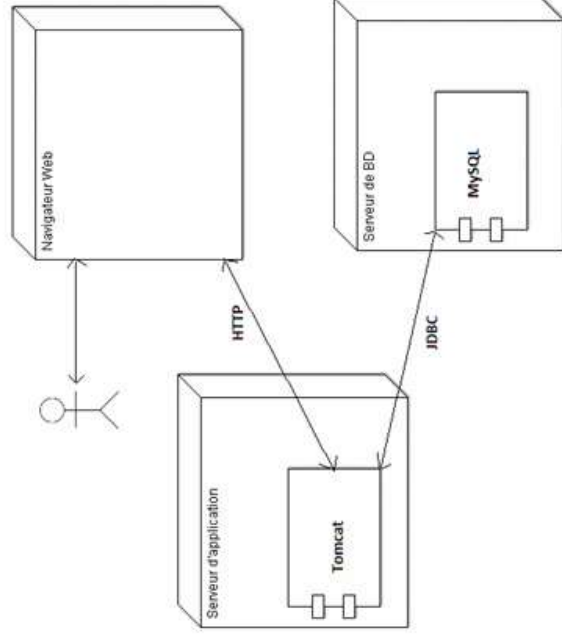 Navigateur Web
HTTP
Serveur d'application
Tomcat
JDBC
Serveur de BD
MySQL